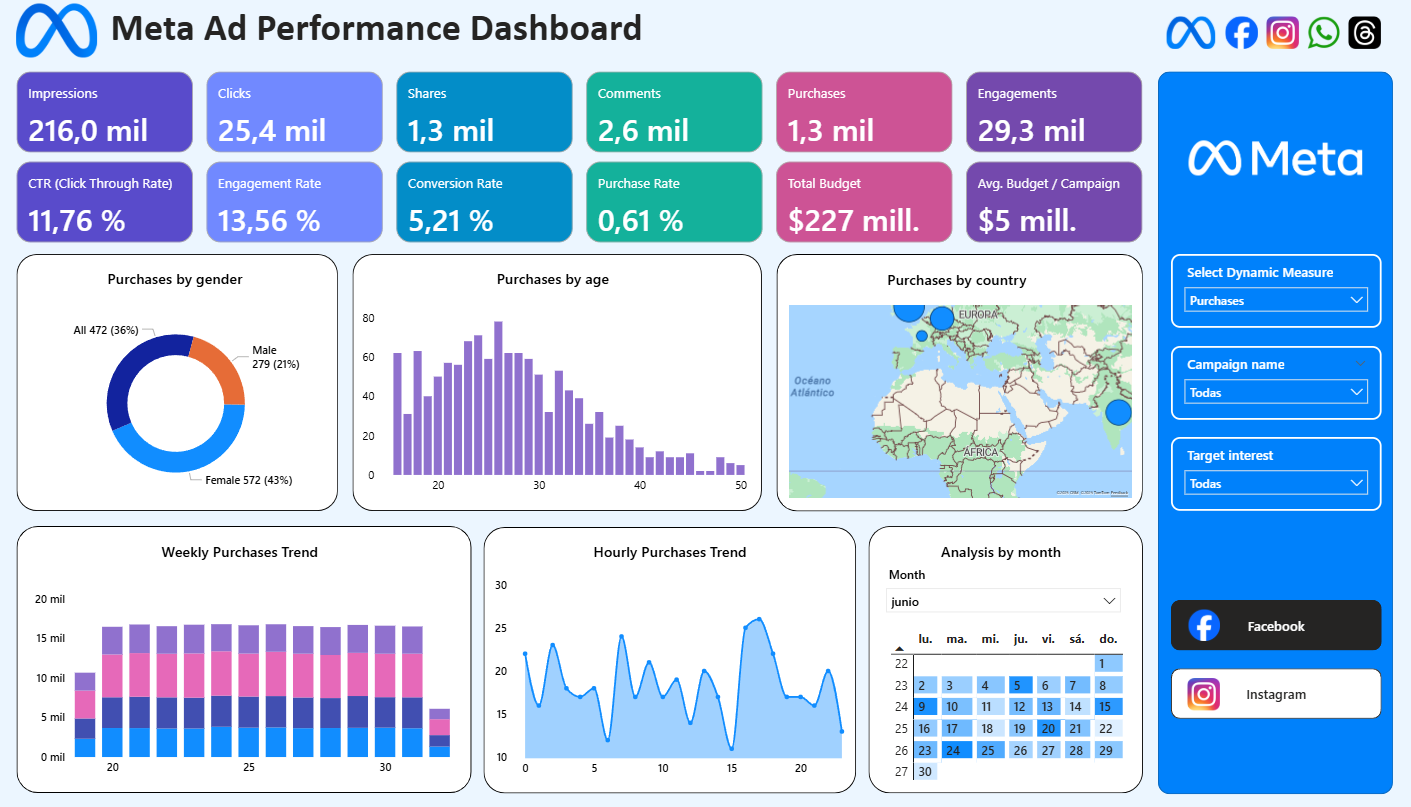 Meta Ad Performance Dashboard
Impressions
216,0 mil
Clicks
25,4 mil
Shares
1,3 mil
Comments
2,6 mil
Purchases
1,3 mil
Engagements
29,3 mil
CTR (Click Through Rate)
11,76 %
Engagement Rate
13,56 %
Conversion Rate
5,21 %
Purchase Rate
0,61 %
Total Budget
$227 mill.
Avg. Budget / Campaign
$5 mill.
Meta
Select Dynamic Measure
Purchases
Campaign name
Todas
Target interest
Todas
Facebook
Instagram
Purchases by gender
All 472 (36%)
Male
279 (21%)
Female 572 (43%)
Purchases by age
80
60
40
20
0
20 30 40 50
Purchases by country
EUROPA
Océano
Atlántico
ÁFRICA
Weekly Purchases Trend
20 mil
15 mil
10 mil
5 mil
0 mil
20 25 30
Hourly Purchases Trend
30
25
20
15
10
0 5 10 15 20
Analysis by month
Month
junio
lu. ma. mi. ju. vi. sá. do.
22 1
23 2 3 4 5 6 7 8
24 9 10 11 12 13 14 15
25 16 17 18 19 20 21 22
26 23 24 25 26 27 28 29
27 30